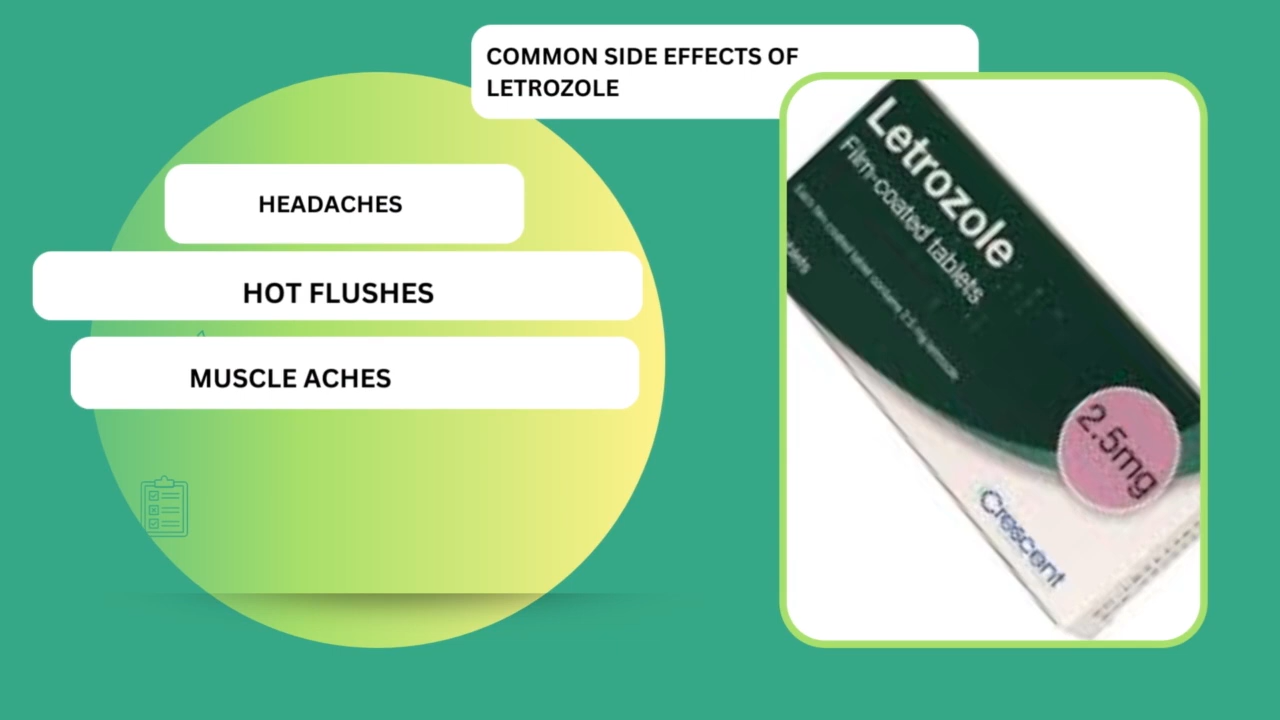 COMMON SIDE EFFECTS OF
LETROZOLE
HEADACHES
HOT FLUSHES
MUSCLE ACHES
Letrozole
Film-coated tablets
2.5mg
Crescent